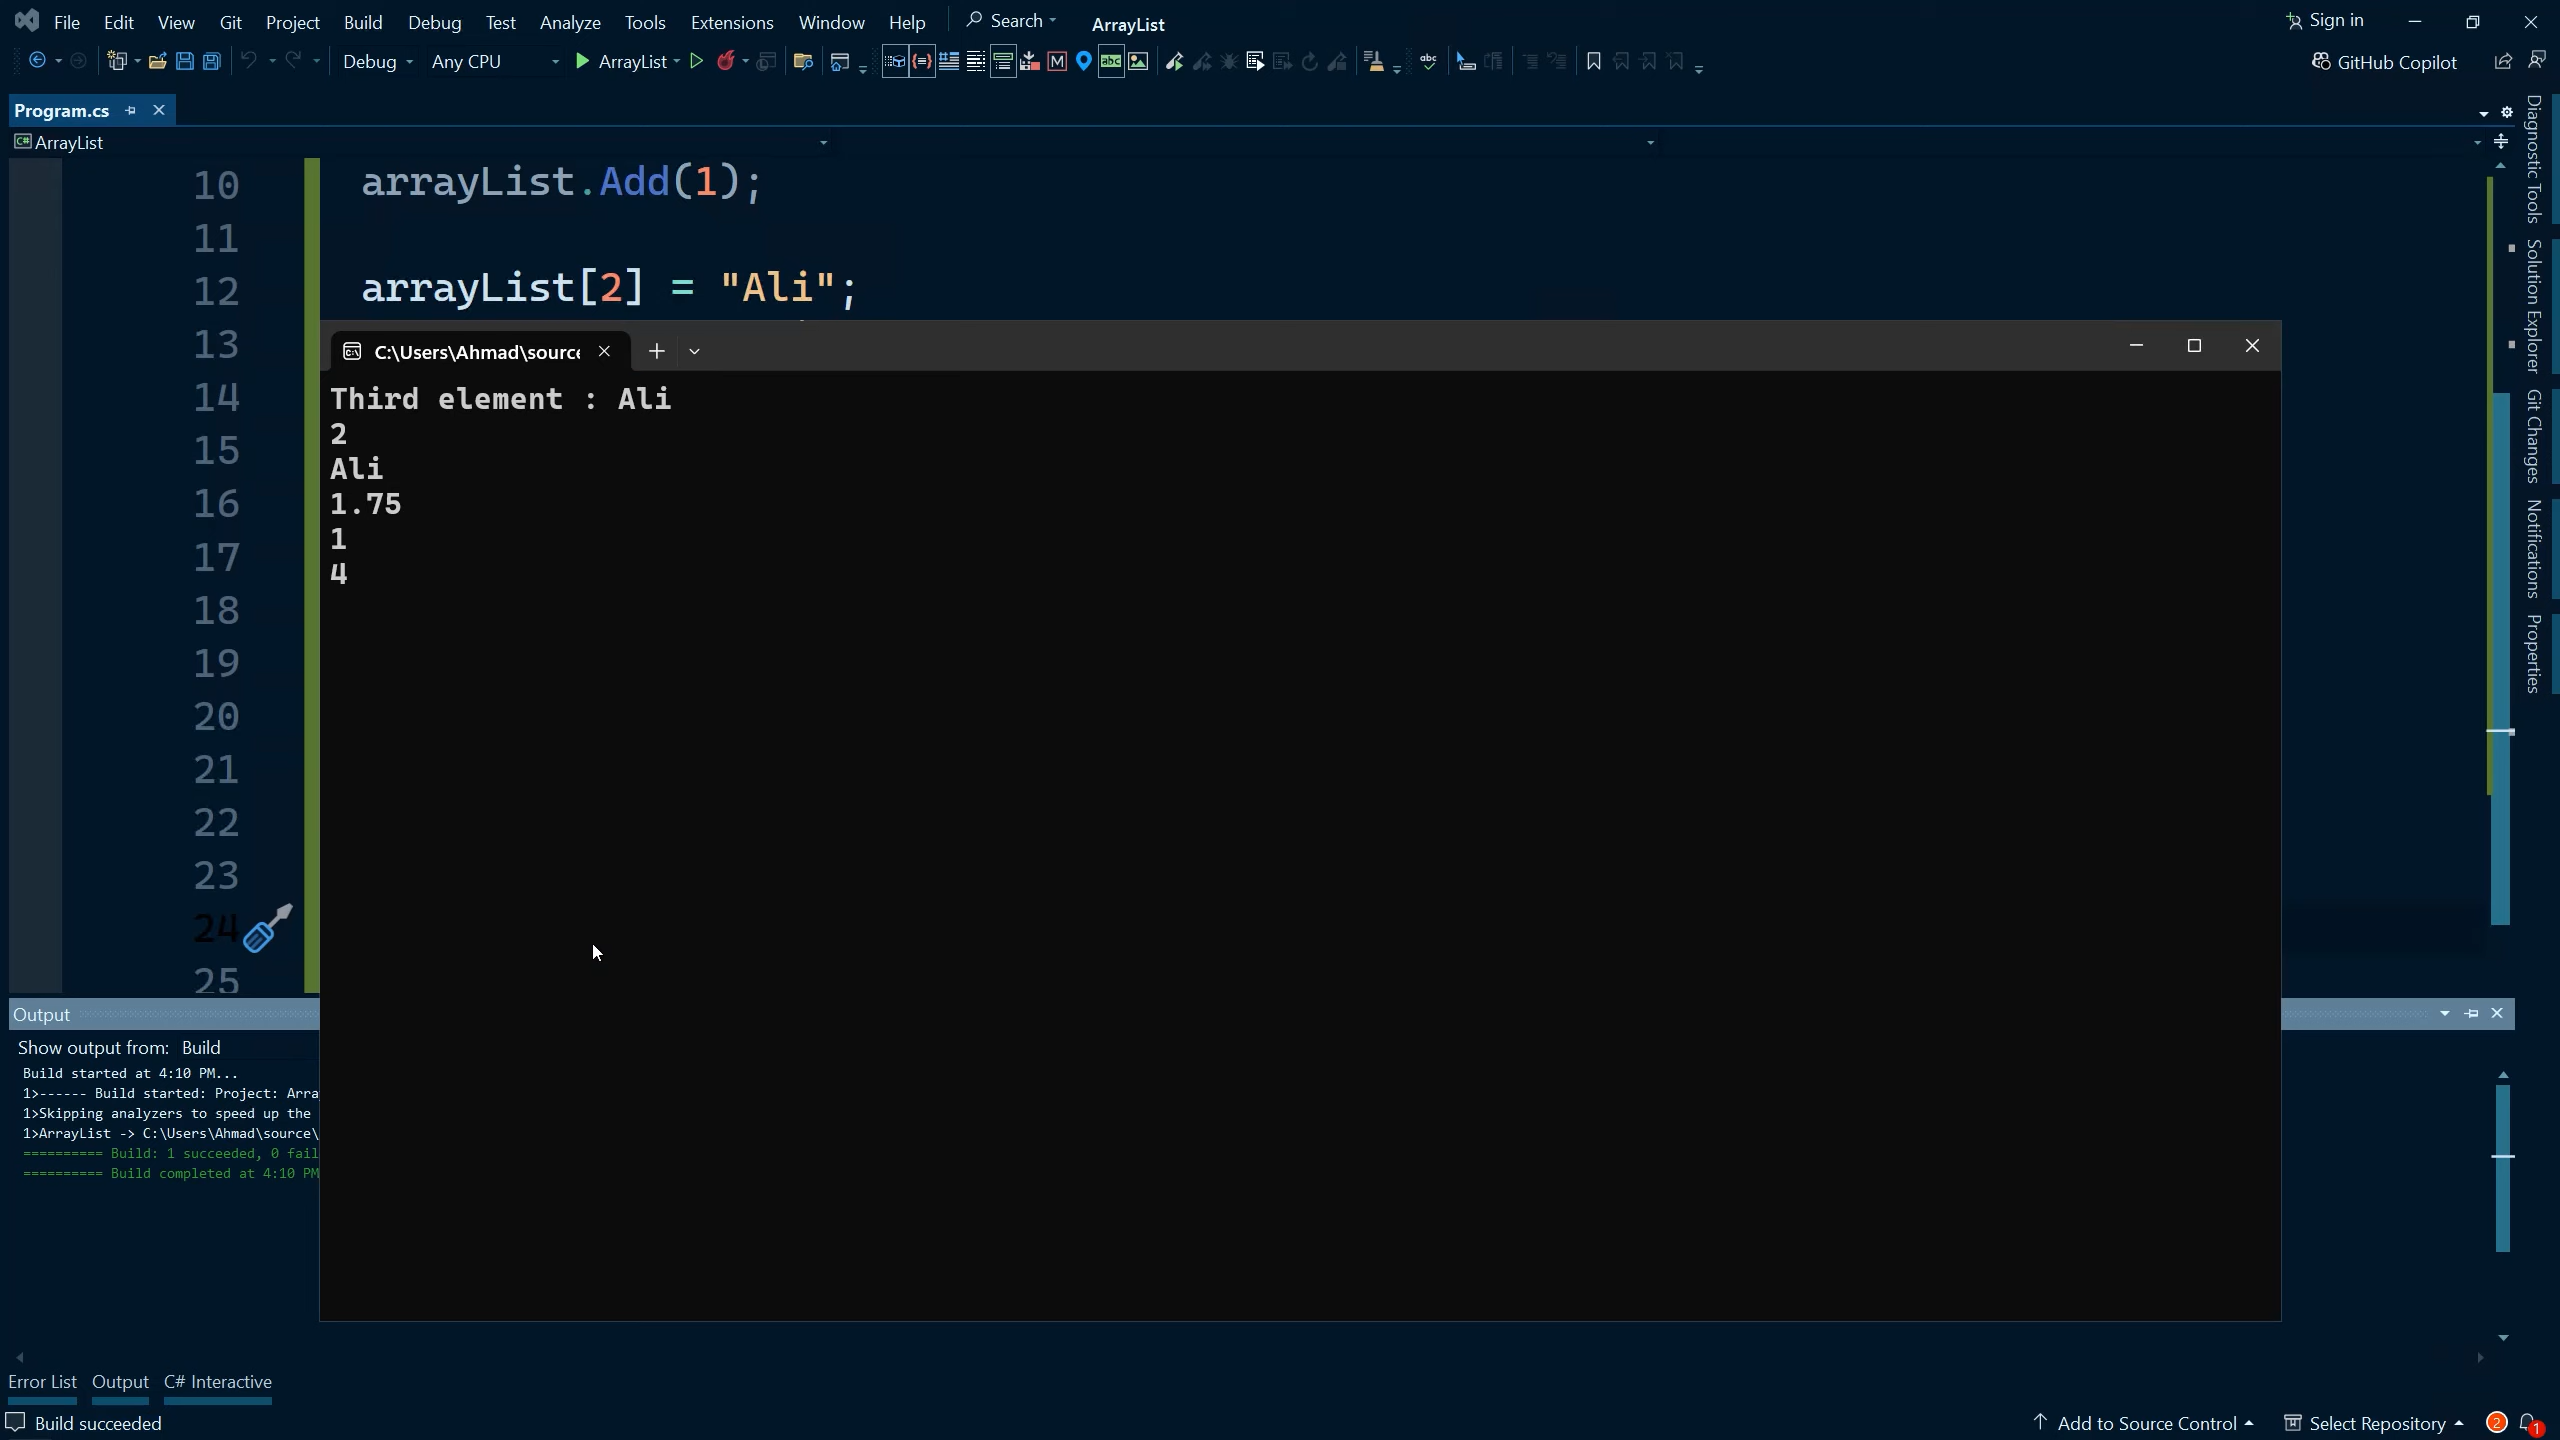 File Edit View Git Project Build Debug Test Analyze Tools Extensions Window Help Search ArrayList Sign in
Debug Any CPU ArrayList GitHub Copilot
Program.cs
ArrayList
10 arrayList.Add(1);
11
12 arrayList[2] = "Ali";
13
14
15
16
17
18
19
20
21
22
23
24
25
C:\Users\Ahmad\source
Third element : Ali
2
Ali
1.75
1
4
Output
Show output from: Build
Build started at 4:10 PM...
1>------ Build started: Project: Arra
1>Skipping analyzers to speed up the
1>ArrayList -> C:\Users\Ahmad\source\
========== Build: 1 succeeded, 0 fail
========== Build completed at 4:10 PM
Error List Output C# Interactive
Build succeeded Add to Source Control Select Repository 2 1
Diagnostic Tools
Solution Explorer
Git Changes
Notifications
Properties